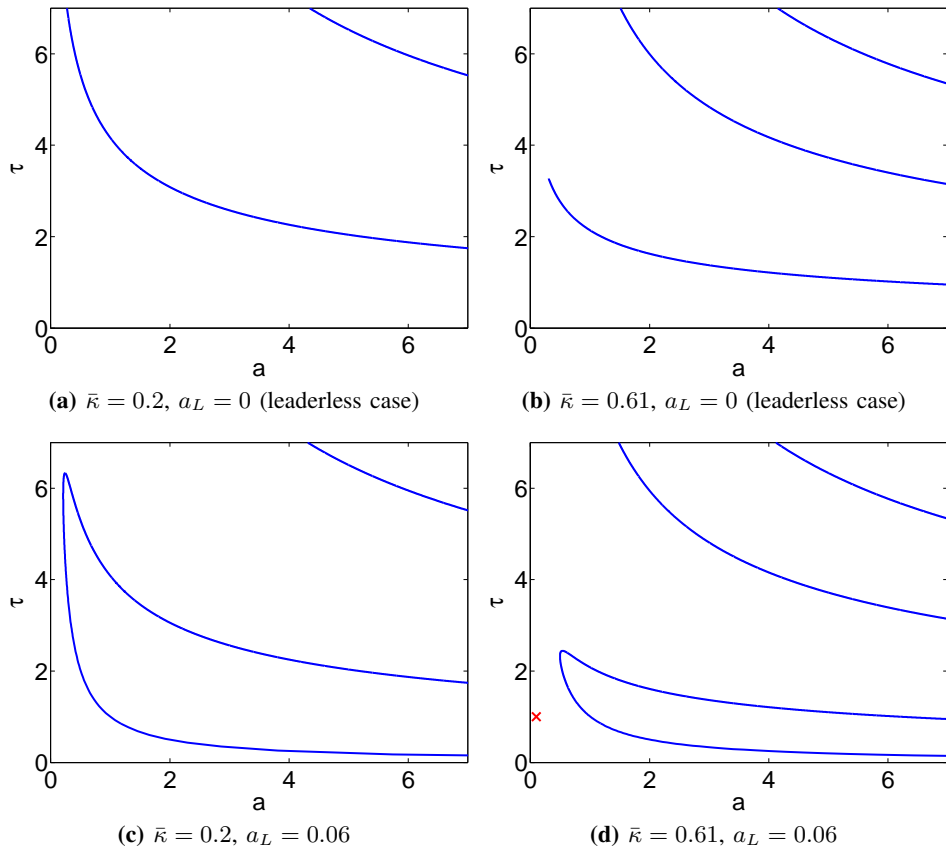 6
4
τ
2
0
0 2 4 6
a
(a) κ̄ = 0.2, a_L = 0 (leaderless case)
6
4
τ
2
0
0 2 4 6
a
(b) κ̄ = 0.61, a_L = 0 (leaderless case)
6
4
τ
2
0
0 2 4 6
a
(c) κ̄ = 0.2, a_L = 0.06
6
4
τ
2
0
0 2 4 6
a
(d) κ̄ = 0.61, a_L = 0.06